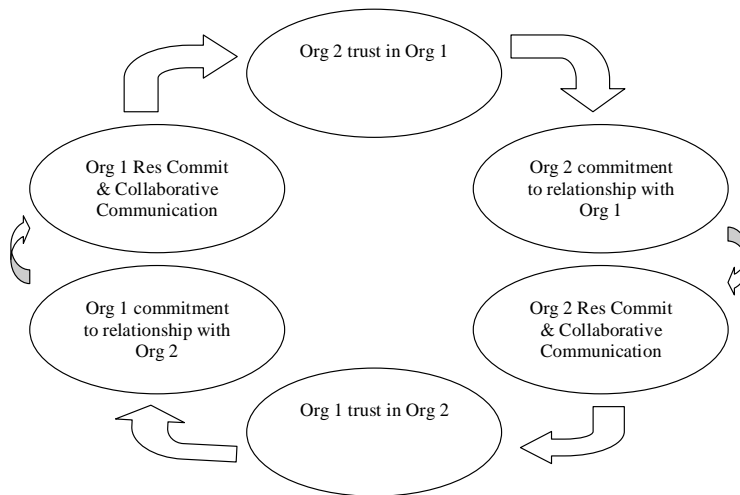 Org 2 trust in Org 1
Org 1 Res Commit
& Collaborative
Communication
Org 2 commitment
to relationship with
Org 1
Org 1 commitment
to relationship with
Org 2
Org 2 Res Commit
& Collaborative
Communication
Org 1 trust in Org 2